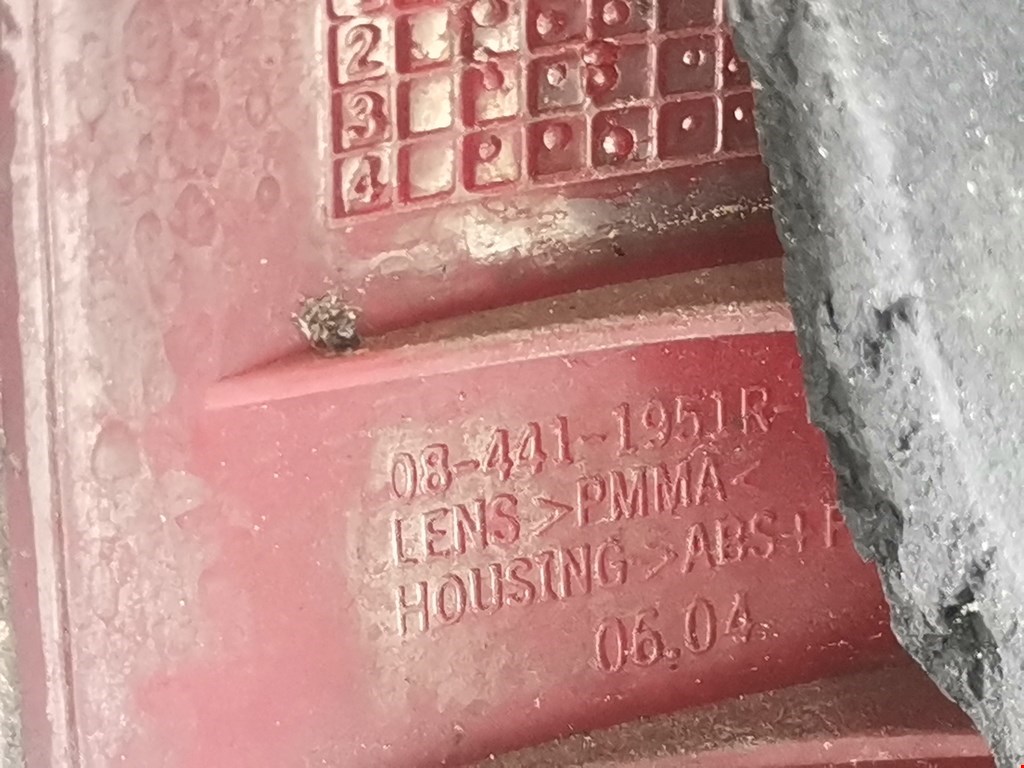 2
3
4
08-441-1951R-
LENS >PMMA<
HOUSING >ABS+P
06.04